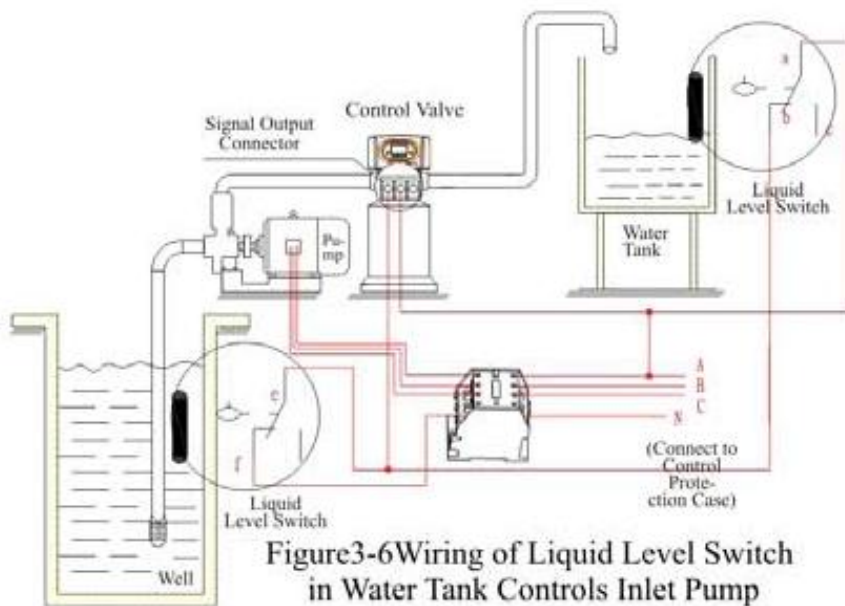 Control Valve
Signal Output
Connector
a
b
c
Liquid
Level Switch
Water
Tank
Pu-
mp
A
B
C
N
(Connect to
Control
Prote-
ction Case)
e
f
Liquid
Level Switch
Well
Figure3-6Wiring of Liquid Level Switch
in Water Tank Controls Inlet Pump